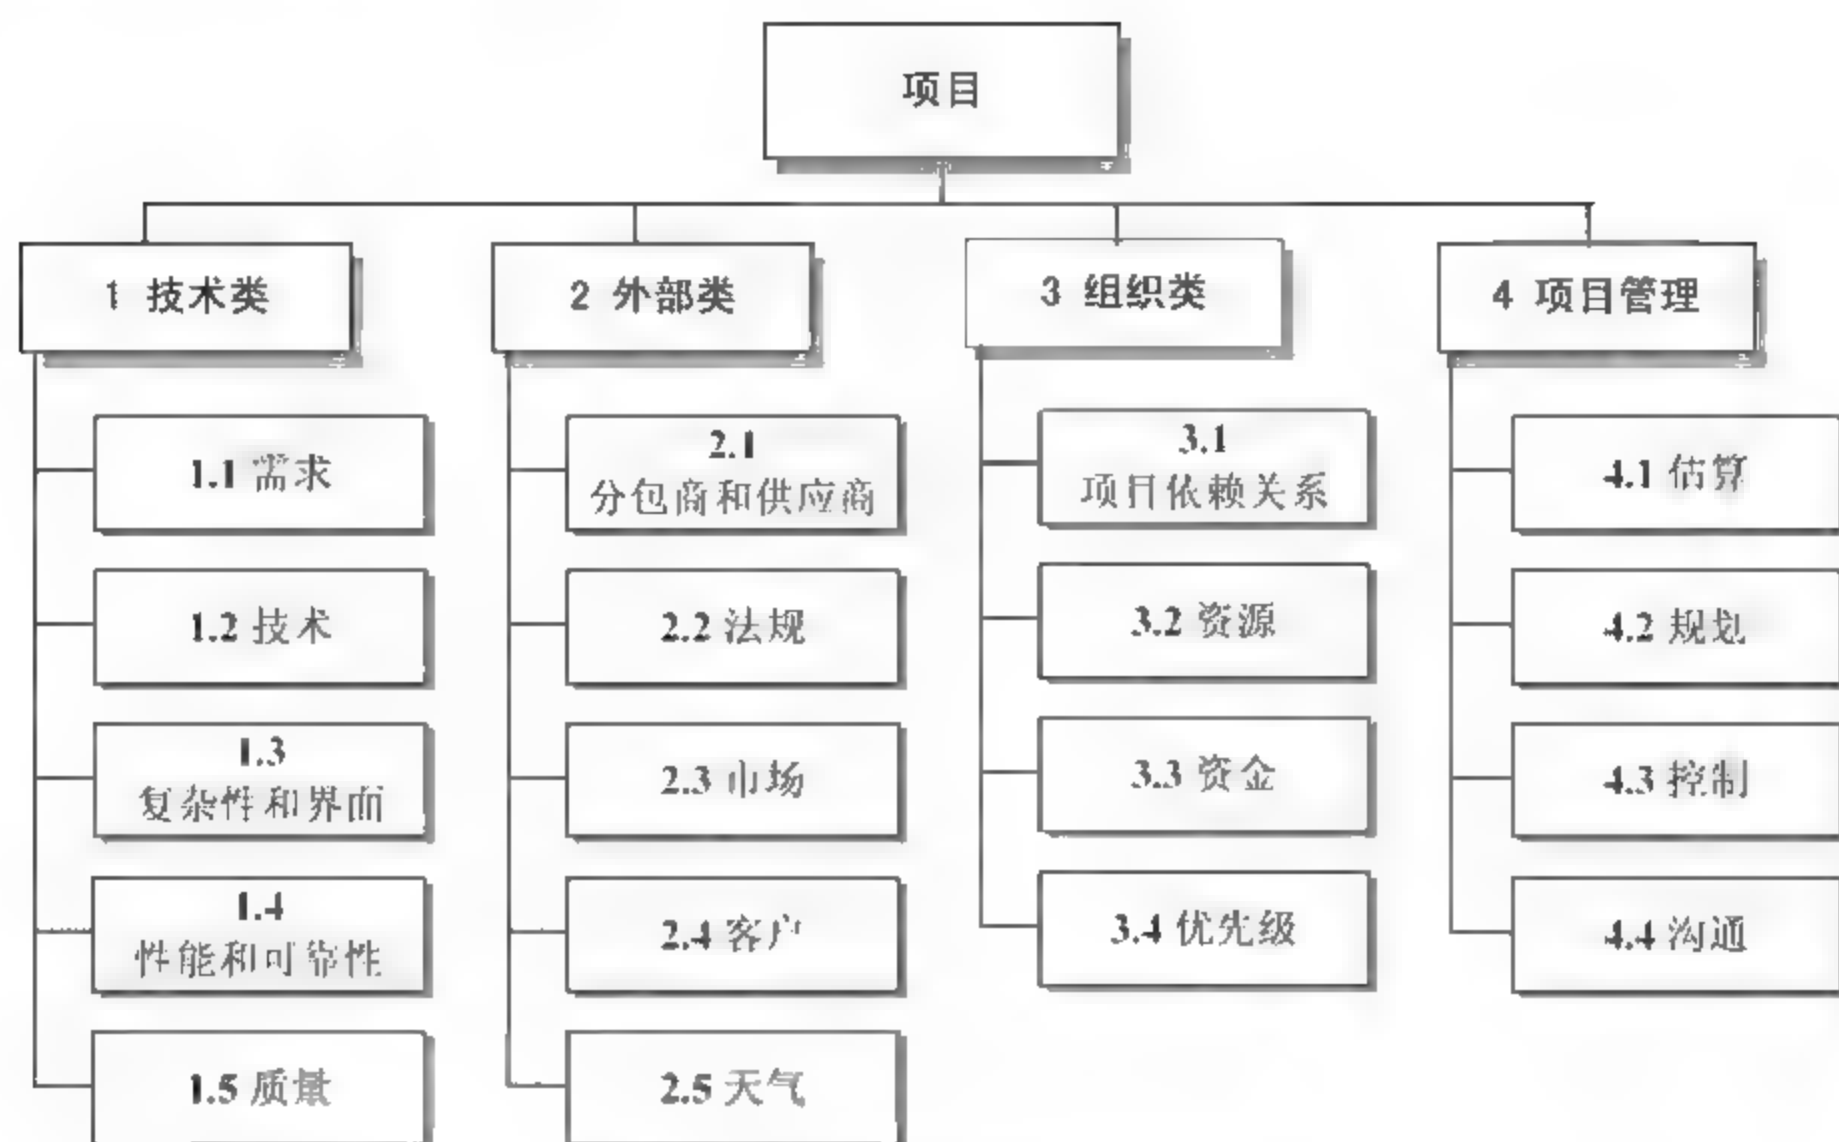 项目
1 技术类
2 外部类
3 组织类
4 项目管理
1.1 需求
1.2 技术
1.3
复杂性和界面
1.4
性能和可靠性
1.5 质量
2.1
分包商和供应商
2.2 法规
2.3 市场
2.4 客户
2.5 天气
3.1
项目依赖关系
3.2 资源
3.3 资金
3.4 优先级
4.1 估算
4.2 规划
4.3 控制
4.4 沟通